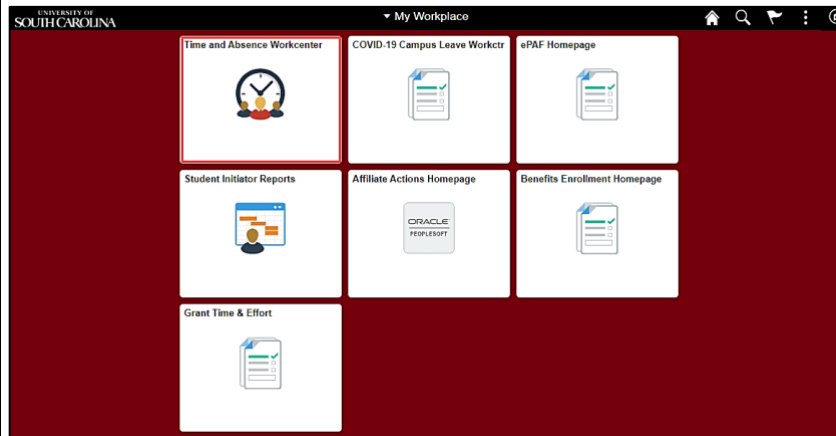 UNIVERSITY OF
SOUTH CAROLINA
My Workplace
Time and Absence Workcenter
COVID-19 Campus Leave Workctr
ePAF Homepage
Student Initiator Reports
Affiliate Actions Homepage
ORACLE
PEOPLESOFT
Benefits Enrollment Homepage
Grant Time & Effort